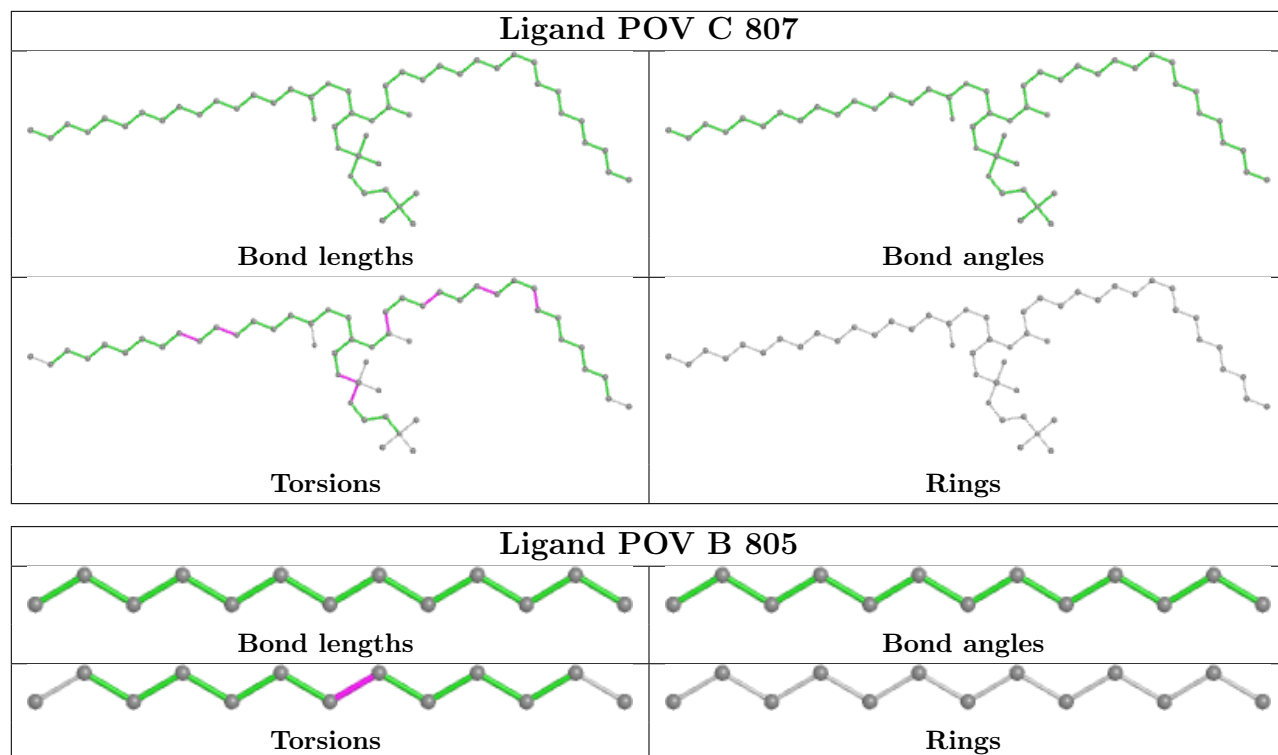 Ligand POV C 807
Bond lengths
Bond angles
Torsions
Rings
Ligand POV B 805
Bond lengths
Bond angles
Torsions
Rings